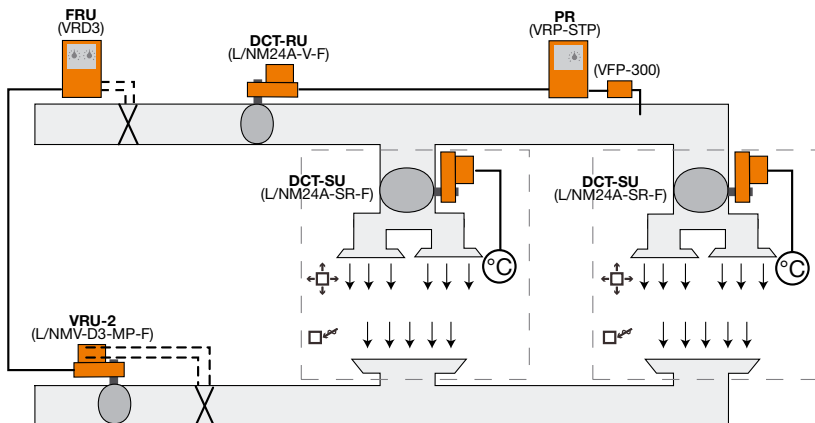 FRU
(VRD3)
DCT-RU
(L/NM24A-V-F)
PR
(VRP-STP)
(VFP-300)
DCT-SU
(L/NM24A-SR-F)
DCT-SU
(L/NM24A-SR-F)
°C
°C
VRU-2
(L/NMV-D3-MP-F)